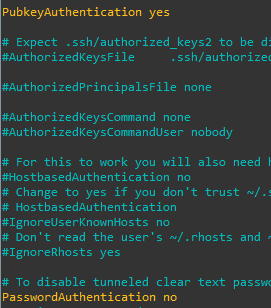 PubkeyAuthentication yes
# Expect .ssh/authorized_keys2 to be di
#AuthorizedKeysFile .ssh/authorized
#AuthorizedPrincipalsFile none
#AuthorizedKeysCommand none
#AuthorizedKeysCommandUser nobody
# For this to work you will also need h
#HostbasedAuthentication no
# Change to yes if you don't trust ~/.s
# HostbasedAuthentication
#IgnoreUserKnownHosts no
# Don't read the user's ~/.rhosts and ~
#IgnoreRhosts yes
# To disable tunneled clear text passwo
PasswordAuthentication no